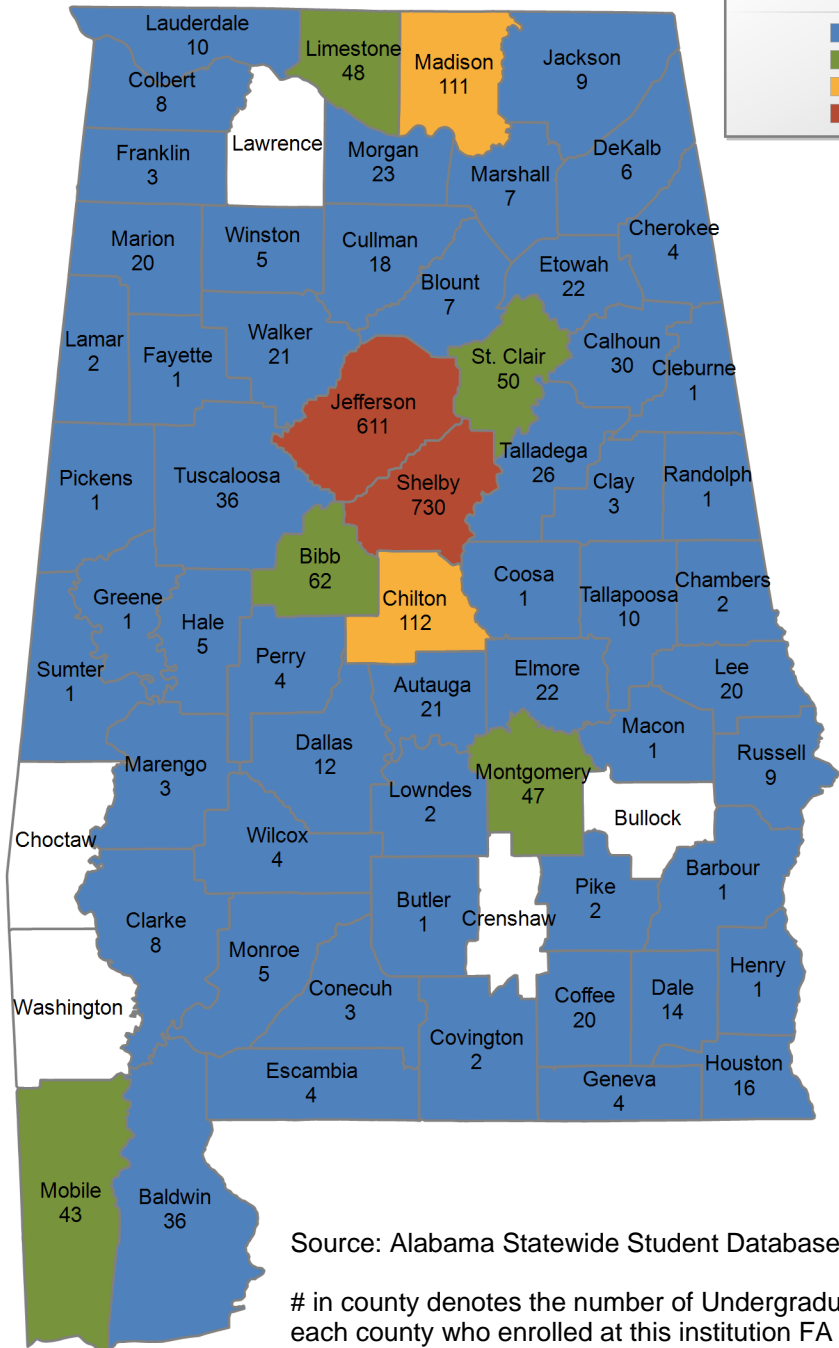 Lauderdale
10
Limestone
48
Madison
111
Jackson
9
Colbert
8
Lawrence
Franklin
3
Morgan
23
Marshall
7
DeKalb
6
Marion
20
Winston
5
Cullman
18
Blount
7
Etowah
22
Cherokee
4
Lamar
2
Fayette
1
Walker
21
St. Clair
50
Calhoun
30
Cleburne
1
Jefferson
611
Shelby
730
Talladega
26
Pickens
1
Tuscaloosa
36
Clay
3
Randolph
1
Bibb
62
Chilton
112
Coosa
1
Tallapoosa
10
Chambers
2
Greene
1
Hale
5
Perry
4
Sumter
1
Autauga
21
Elmore
22
Lee
20
Marengo
3
Dallas
12
Lowndes
2
Montgomery
47
Macon
1
Russell
9
Bullock
Choctaw
Wilcox
4
Butler
1
Crenshaw
Pike
2
Barbour
1
Clarke
8
Monroe
5
Conecuh
3
Covington
2
Coffee
20
Dale
14
Henry
1
Washington
Escambia
4
Geneva
4
Houston
16
Mobile
43
Baldwin
36
Source: Alabama Statewide Student Database
# in county denotes the number of Undergradu
each county who enrolled at this institution FA